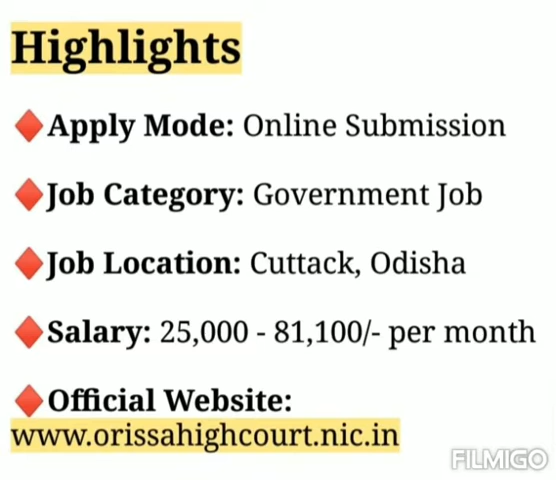 Highlights
Apply Mode: Online Submission
Job Category: Government Job
Job Location: Cuttack, Odisha
Salary: 25,000 - 81,100/- per month
Official Website:
www.orissahighcourt.nic.in
FILMIGO